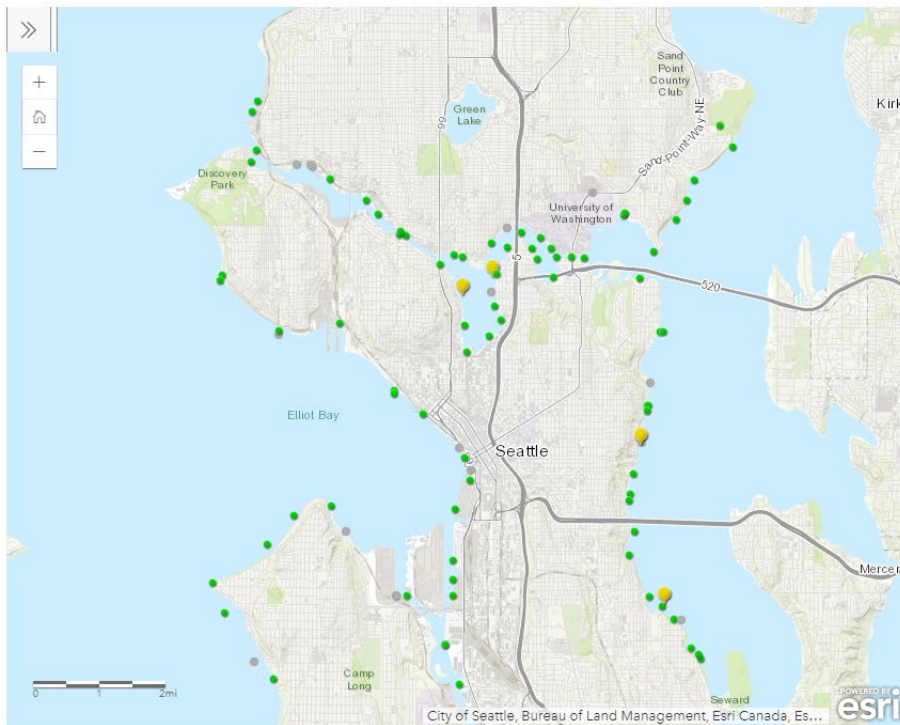 Sand
Point
Country
Club
Kirk
Green
Lake
99
Sand-Point-Way-NE
Discovery
Park
University of
Washington
5
520
Elliot Bay
Seattle
Mercer
Camp
Long
Seward
0 1 2mi
City of Seattle, Bureau of Land Management, Esri Canada, Es...
POWERED BY
esri